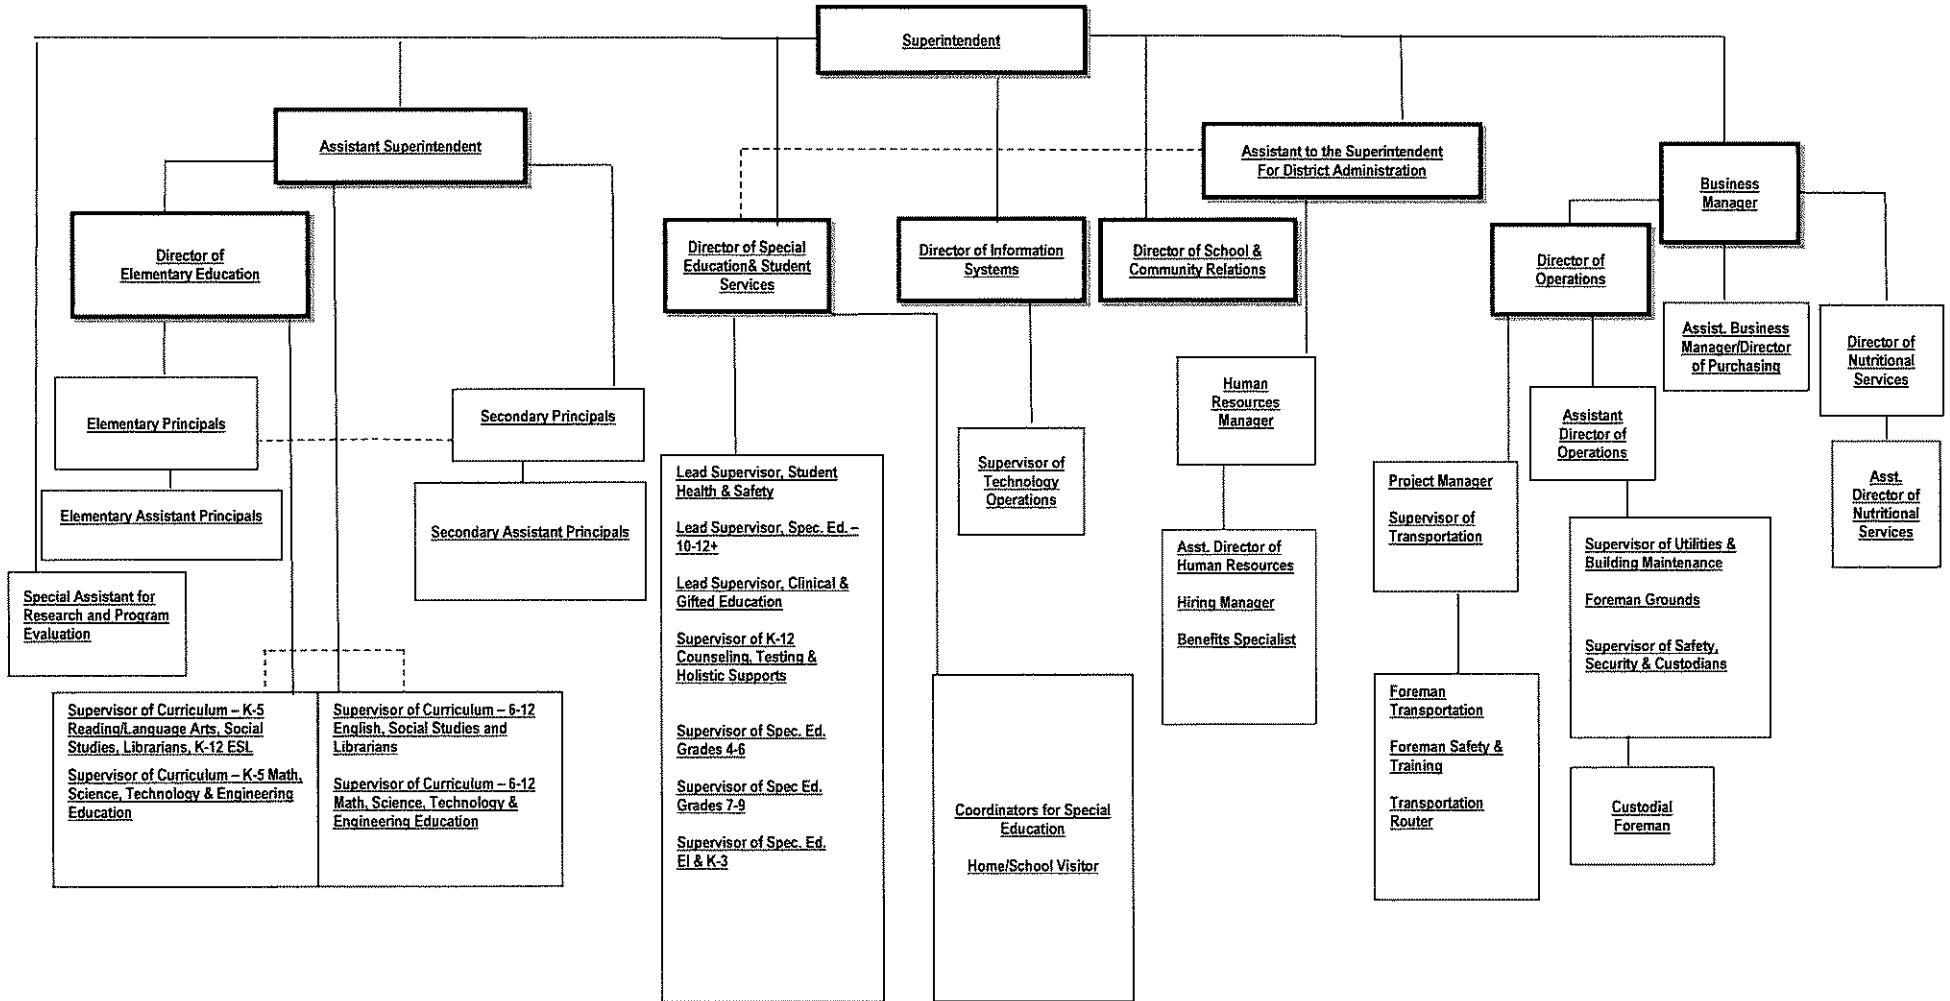 Superintendent
Assistant Superintendent
Assistant to the Superintendent
For District Administration
Business
Manager
Director of
Elementary Education
Director of Special
Education& Student
Services
Director of Information
Systems
Director of School &
Community Relations
Director of
Operations
Assist. Business
Manager/Director
of Purchasing
Director of
Nutritional
Services
Elementary Principals
Secondary Principals
Human
Resources
Manager
Assistant
Director of
Operations
Elementary Assistant Principals
Secondary Assistant Principals
Lead Supervisor, Student
Health & Safety
Lead Supervisor, Spec. Ed. –
10-12+
Lead Supervisor, Clinical &
Gifted Education
Supervisor of K-12
Counseling, Testing &
Holistic Supports
Supervisor of Spec. Ed.
Grades 4-6
Supervisor of Spec Ed.
Grades 7-9
Supervisor of Spec. Ed.
EI & K-3
Supervisor of
Technology
Operations
Project Manager
Supervisor of
Transportation
Asst.
Director of
Nutritional
Services
Asst. Director of
Human Resources
Hiring Manager
Benefits Specialist
Supervisor of Utilities &
Building Maintenance
Foreman Grounds
Supervisor of Safety,
Security & Custodians
Special Assistant for
Research and Program
Evaluation
Supervisor of Curriculum – K-5
Reading/Language Arts, Social
Studies, Librarians, K-12 ESL
Supervisor of Curriculum – K-5 Math,
Science, Technology & Engineering
Education
Supervisor of Curriculum – 6-12
English, Social Studies and
Librarians
Supervisor of Curriculum – 6-12
Math, Science, Technology &
Engineering Education
Coordinators for Special
Education
Home/School Visitor
Foreman
Transportation
Foreman Safety &
Training
Transportation
Router
Custodial
Foreman